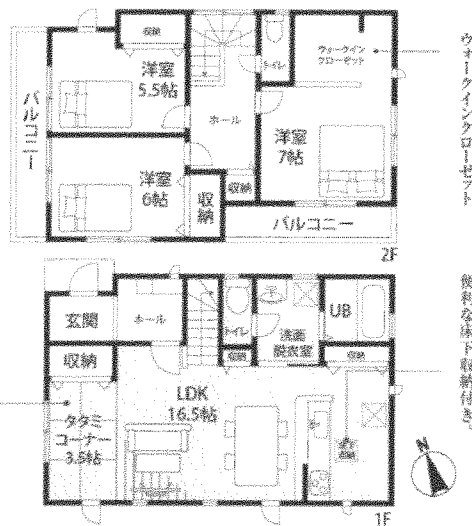 収納
洋室
5.5帖
トイレ
ウォークイン
クローゼット
ホール
バルコニー
洋室
6帖
収納
収納
洋室
7帖
バルコニー
2F
ウォークインクローゼット
玄関
ホール
トイレ
洗面
脱衣室
UB
収納
収納
収納
LDK
16.5帖
タタミ
コーナー
3.5帖
便利な床下収納付き。
N
1F